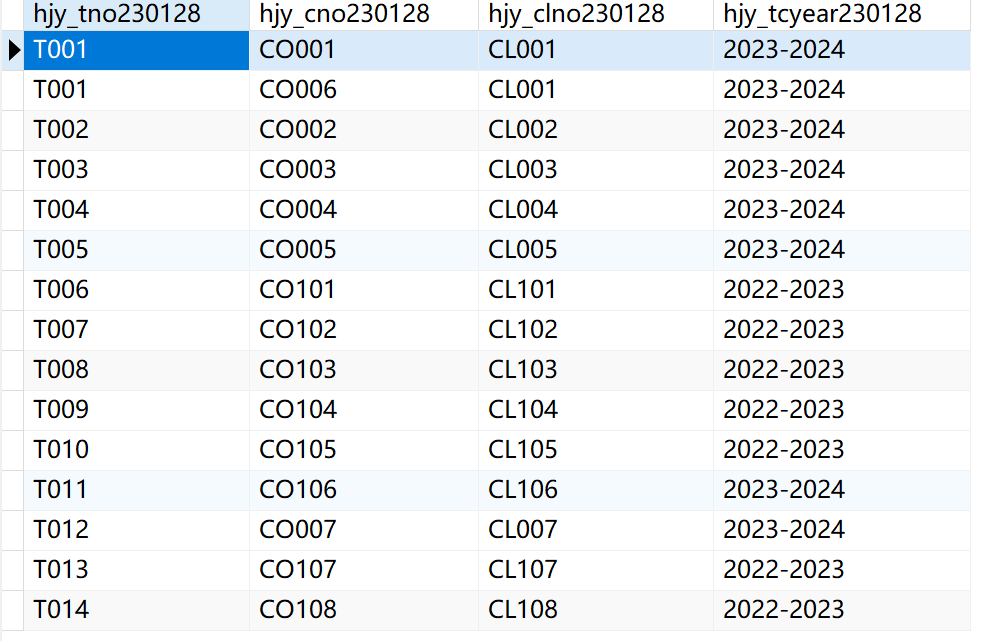 hjy_tno230128 hjy_cno230128 hjy_clno230128 hjy_tcyear230128
T001 CO001 CL001 2023-2024
T001 CO006 CL001 2023-2024
T002 CO002 CL002 2023-2024
T003 CO003 CL003 2023-2024
T004 CO004 CL004 2023-2024
T005 CO005 CL005 2023-2024
T006 CO101 CL101 2022-2023
T007 CO102 CL102 2022-2023
T008 CO103 CL103 2022-2023
T009 CO104 CL104 2022-2023
T010 CO105 CL105 2022-2023
T011 CO106 CL106 2023-2024
T012 CO007 CL007 2023-2024
T013 CO107 CL107 2022-2023
T014 CO108 CL108 2022-2023